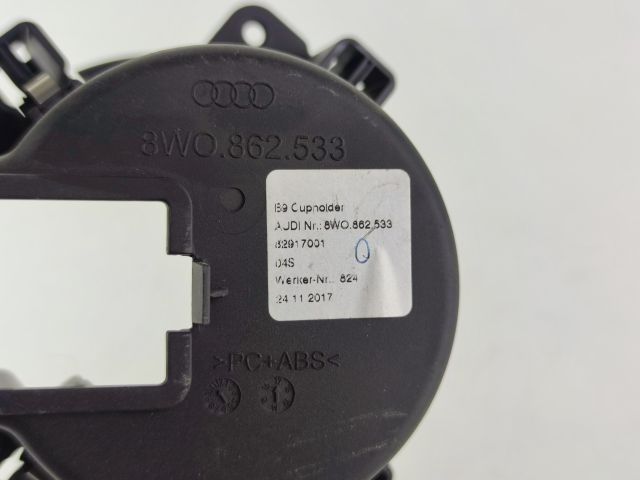 8W0.862.533
B9 Cupholder
AUDI Nr.: 8W0.862.533
82917001
04S
Werker-Nr.: 824
24.11.2017
0
>PC+ABS<